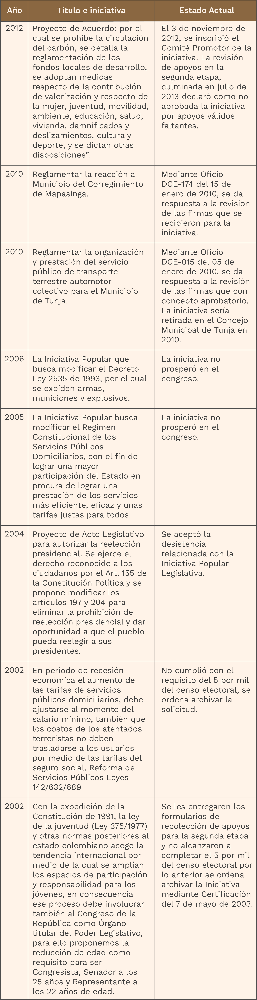 Año Titulo e iniciativa Estado Actual
2012
Proyecto de Acuerdo: por el
cual se prohíbe la circulación
del carbón, se detalla la
reglamentación de los
fondos locales de desarrollo,
se adoptan medidas
respecto de la contribución
de valorización y respecto de
la mujer, juventud, movilidad,
ambiente, educación, salud,
vivienda, damnificados y
deslizamientos, cultura y
deporte, y se dictan otras
disposiciones”.
El 3 de noviembre de
2012, se inscribió el
Comité Promotor de la
iniciativa. La revisión
de apoyos en la
segunda etapa,
culminada en julio de
2013 declaró como no
aprobada la iniciativa
por apoyos válidos
faltantes.
2010
Reglamentar la reacción a
Municipio del Corregimiento
de Mapasinga.
Mediante Oficio
DCE-174 del 15 de
enero de 2010, se da
respuesta a la revisión
de las firmas que se
recibieron para la
iniciativa.
2010
Reglamentar la organización
y prestación del servicio
público de transporte
terrestre automotor
colectivo para el Municipio
de Tunja.
Mediante Oficio
DCE-015 del 05 de
enero de 2010, se da
respuesta a la revisión
de las firmas que con
concepto aprobatorio.
La iniciativa sería
retirada en el Concejo
Municipal de Tunja en
2010.
2006
La Iniciativa Popular que
busca modificar el Decreto
Ley 2535 de 1993, por el cual
se expiden armas,
municiones y explosivos.
La iniciativa no
prosperó en el
congreso.
2005
La Iniciativa Popular busca
modificar el Régimen
Constitucional de los
Servicios Públicos
Domiciliarios, con el fin de
lograr una mayor
participación del Estado en
procura de lograr una
prestación de los servicios
más eficiente, eficaz y unas
tarifas justas para todos.
La iniciativa no
prosperó en el
congreso.
2004
Proyecto de Acto Legislativo
para autorizar la reelección
presidencial. Se ejerce el
derecho reconocido a los
ciudadanos por el Art. 155 de
la Constitución Política y se
propone modificar los
artículos 197 y 204 para
eliminar la prohibición de
reelección presidencial y dar
oportunidad a que el pueblo
pueda reelegir a sus
presidentes.
Se aceptó la
desistencia
relacionada con la
Iniciativa Popular
Legislativa.
2002
En período de recesión
económica el aumento de
las tarifas de servicios
públicos domiciliarios, debe
ajustarse al momento del
salario mínimo, también que
los costos de los atentados
terroristas no deben
trasladarse a los usuarios
por medio de las tarifas del
seguro social, Reforma de
Servicios Públicos Leyes
142/632/689
No cumplió con el
requisito del 5 por mil
del censo electoral, se
ordena archivar la
solicitud.
2002
Con la expedición de la
Constitución de 1991, la ley
de la juventud (Ley 375/1977)
y otras normas posteriores al
estado colombiano acoge la
tendencia internacional por
medio de la cual se amplían
los espacios de participación
y responsabilidad para los
jóvenes, en consecuencia
ese proceso debe involucrar
también al Congreso de la
República como Órgano
titular del Poder Legislativo,
para ello proponemos la
reducción de edad como
requisito para ser
Congresista, Senador a los
25 años y Representante a
los 22 años de edad.
Se les entregaron los
formularios de
recolección de apoyos
para la segunda etapa
y no alcanzaron a
completar el 5 por mil
del censo electoral por
lo anterior se ordena
archivar la Iniciativa
mediante Certificación
del 7 de mayo de 2003.